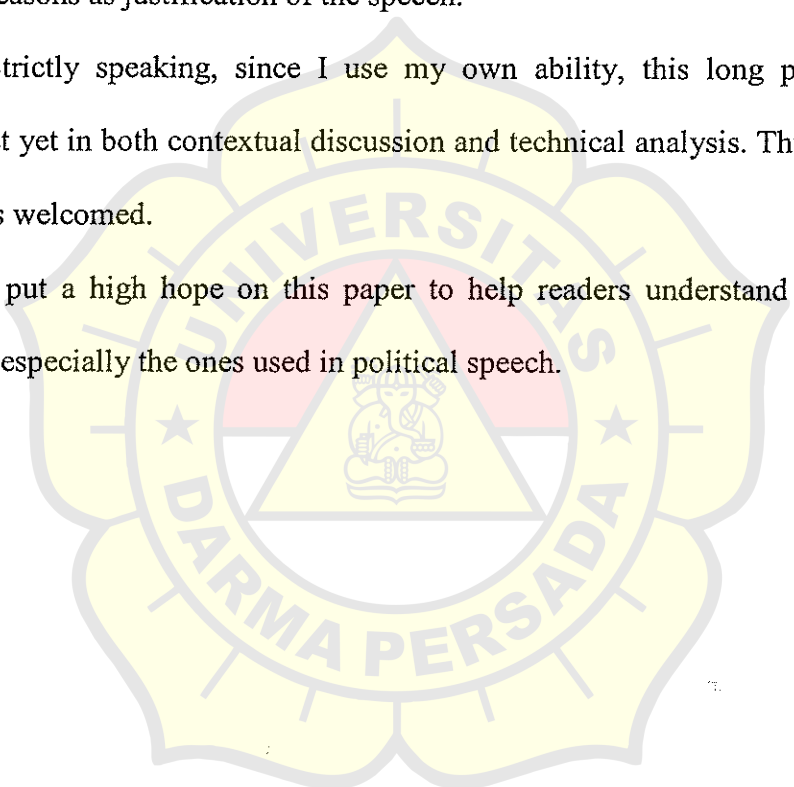 easons as justification of the speech.
trictly speaking, since I use my own ability, this long p
t yet in both contextual discussion and technical analysis. Th
s welcomed.
put a high hope on this paper to help readers understand
especially the ones used in political speech.
UNIVERSITAS
DARMA PERSADA